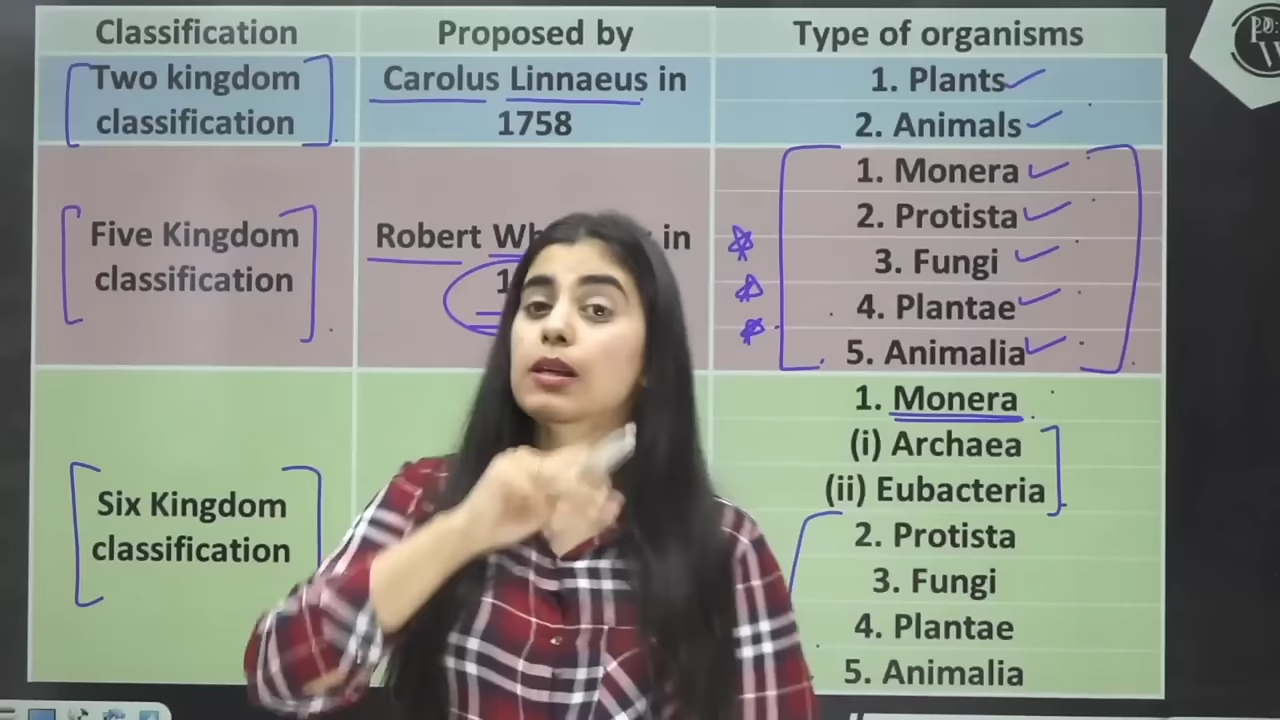 Classification
Proposed by
Type of organisms
Two kingdom
classification
Carolus Linnaeus in
1758
1. Plants
2. Animals
Five Kingdom
classification
Robert in
1. Monera
2. Protista
3. Fungi
4. Plantae
5. Animalia
Six Kingdom
classification
1. Monera
(i) Archaea
(ii) Eubacteria
2. Protista
3. Fungi
4. Plantae
5. Animalia